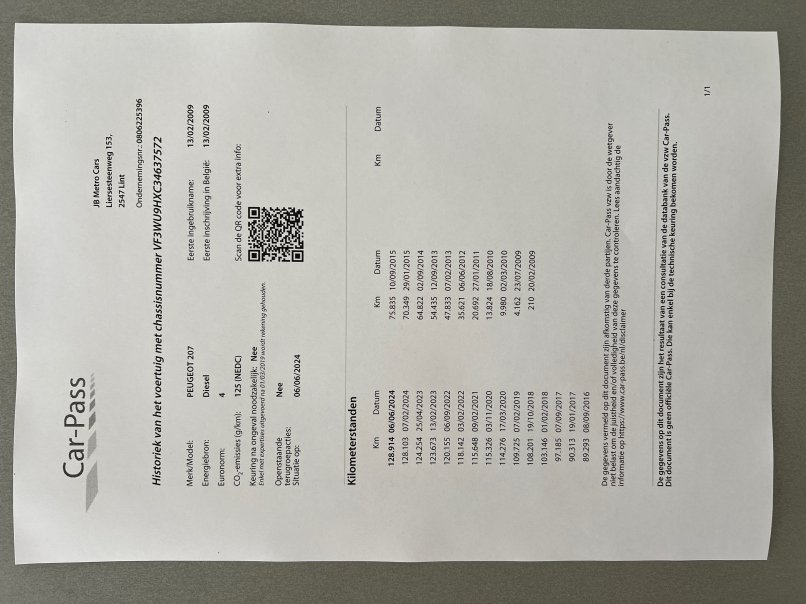 Car-Pass
JB Metro Cars
Liersesteenweg 153,
2547 Lint
Ondernemingsnr.: 0806225396
Historiek van het voertuig met chassisnummer VF3WU9HXC34637572
Merk/Model: PEUGEOT 207 Eerste ingebruikname: 13/02/2009
Energiebron: Diesel Eerste inschrijving in België: 13/02/2009
Euronorm: 4
CO₂-emissies (g/km): 125 (NEDC) Scan de QR code voor extra info:
Keuring na ongeval noodzakelijk: Nee
Enkel met expertises uitgevoerd na 01/03/2019 wordt rekening gehouden.
Openstaande Nee
terugroepacties:
Situatie op: 06/06/2024
Kilometerstanden
Km Datum Km Datum Km Datum
128.914 06/06/2024 75.835 10/09/2015
128.103 07/02/2024 70.349 29/01/2015
124.254 25/04/2023 64.822 02/09/2014
123.673 13/02/2023 54.435 12/09/2013
120.155 06/09/2022 47.833 07/02/2013
118.142 03/02/2022 35.621 06/06/2012
115.648 09/02/2021 20.692 27/01/2011
115.326 03/11/2020 13.824 18/08/2010
114.276 17/03/2020 9.980 02/03/2010
109.725 07/02/2019 4.162 23/07/2009
108.201 19/10/2018 210 20/02/2009
103.146 01/02/2018
97.185 07/09/2017
90.313 19/01/2017
89.293 08/09/2016
De gegevens vermeld op dit document zijn afkomstig van derde partijen. Car-Pass vzw is door de wetgever
niet belast om de juistheid en/of volledigheid van deze gegevens te controleren. Lees aandachtig de
informatie op https://www.car-pass.be/nl/disclaimer
De gegevens op dit document zijn het resultaat van een consultatie van de databank van de vzw Car-Pass.
Dit document is geen officiële Car-Pass. Die kan enkel bij de technische keuring bekomen worden.
1/1